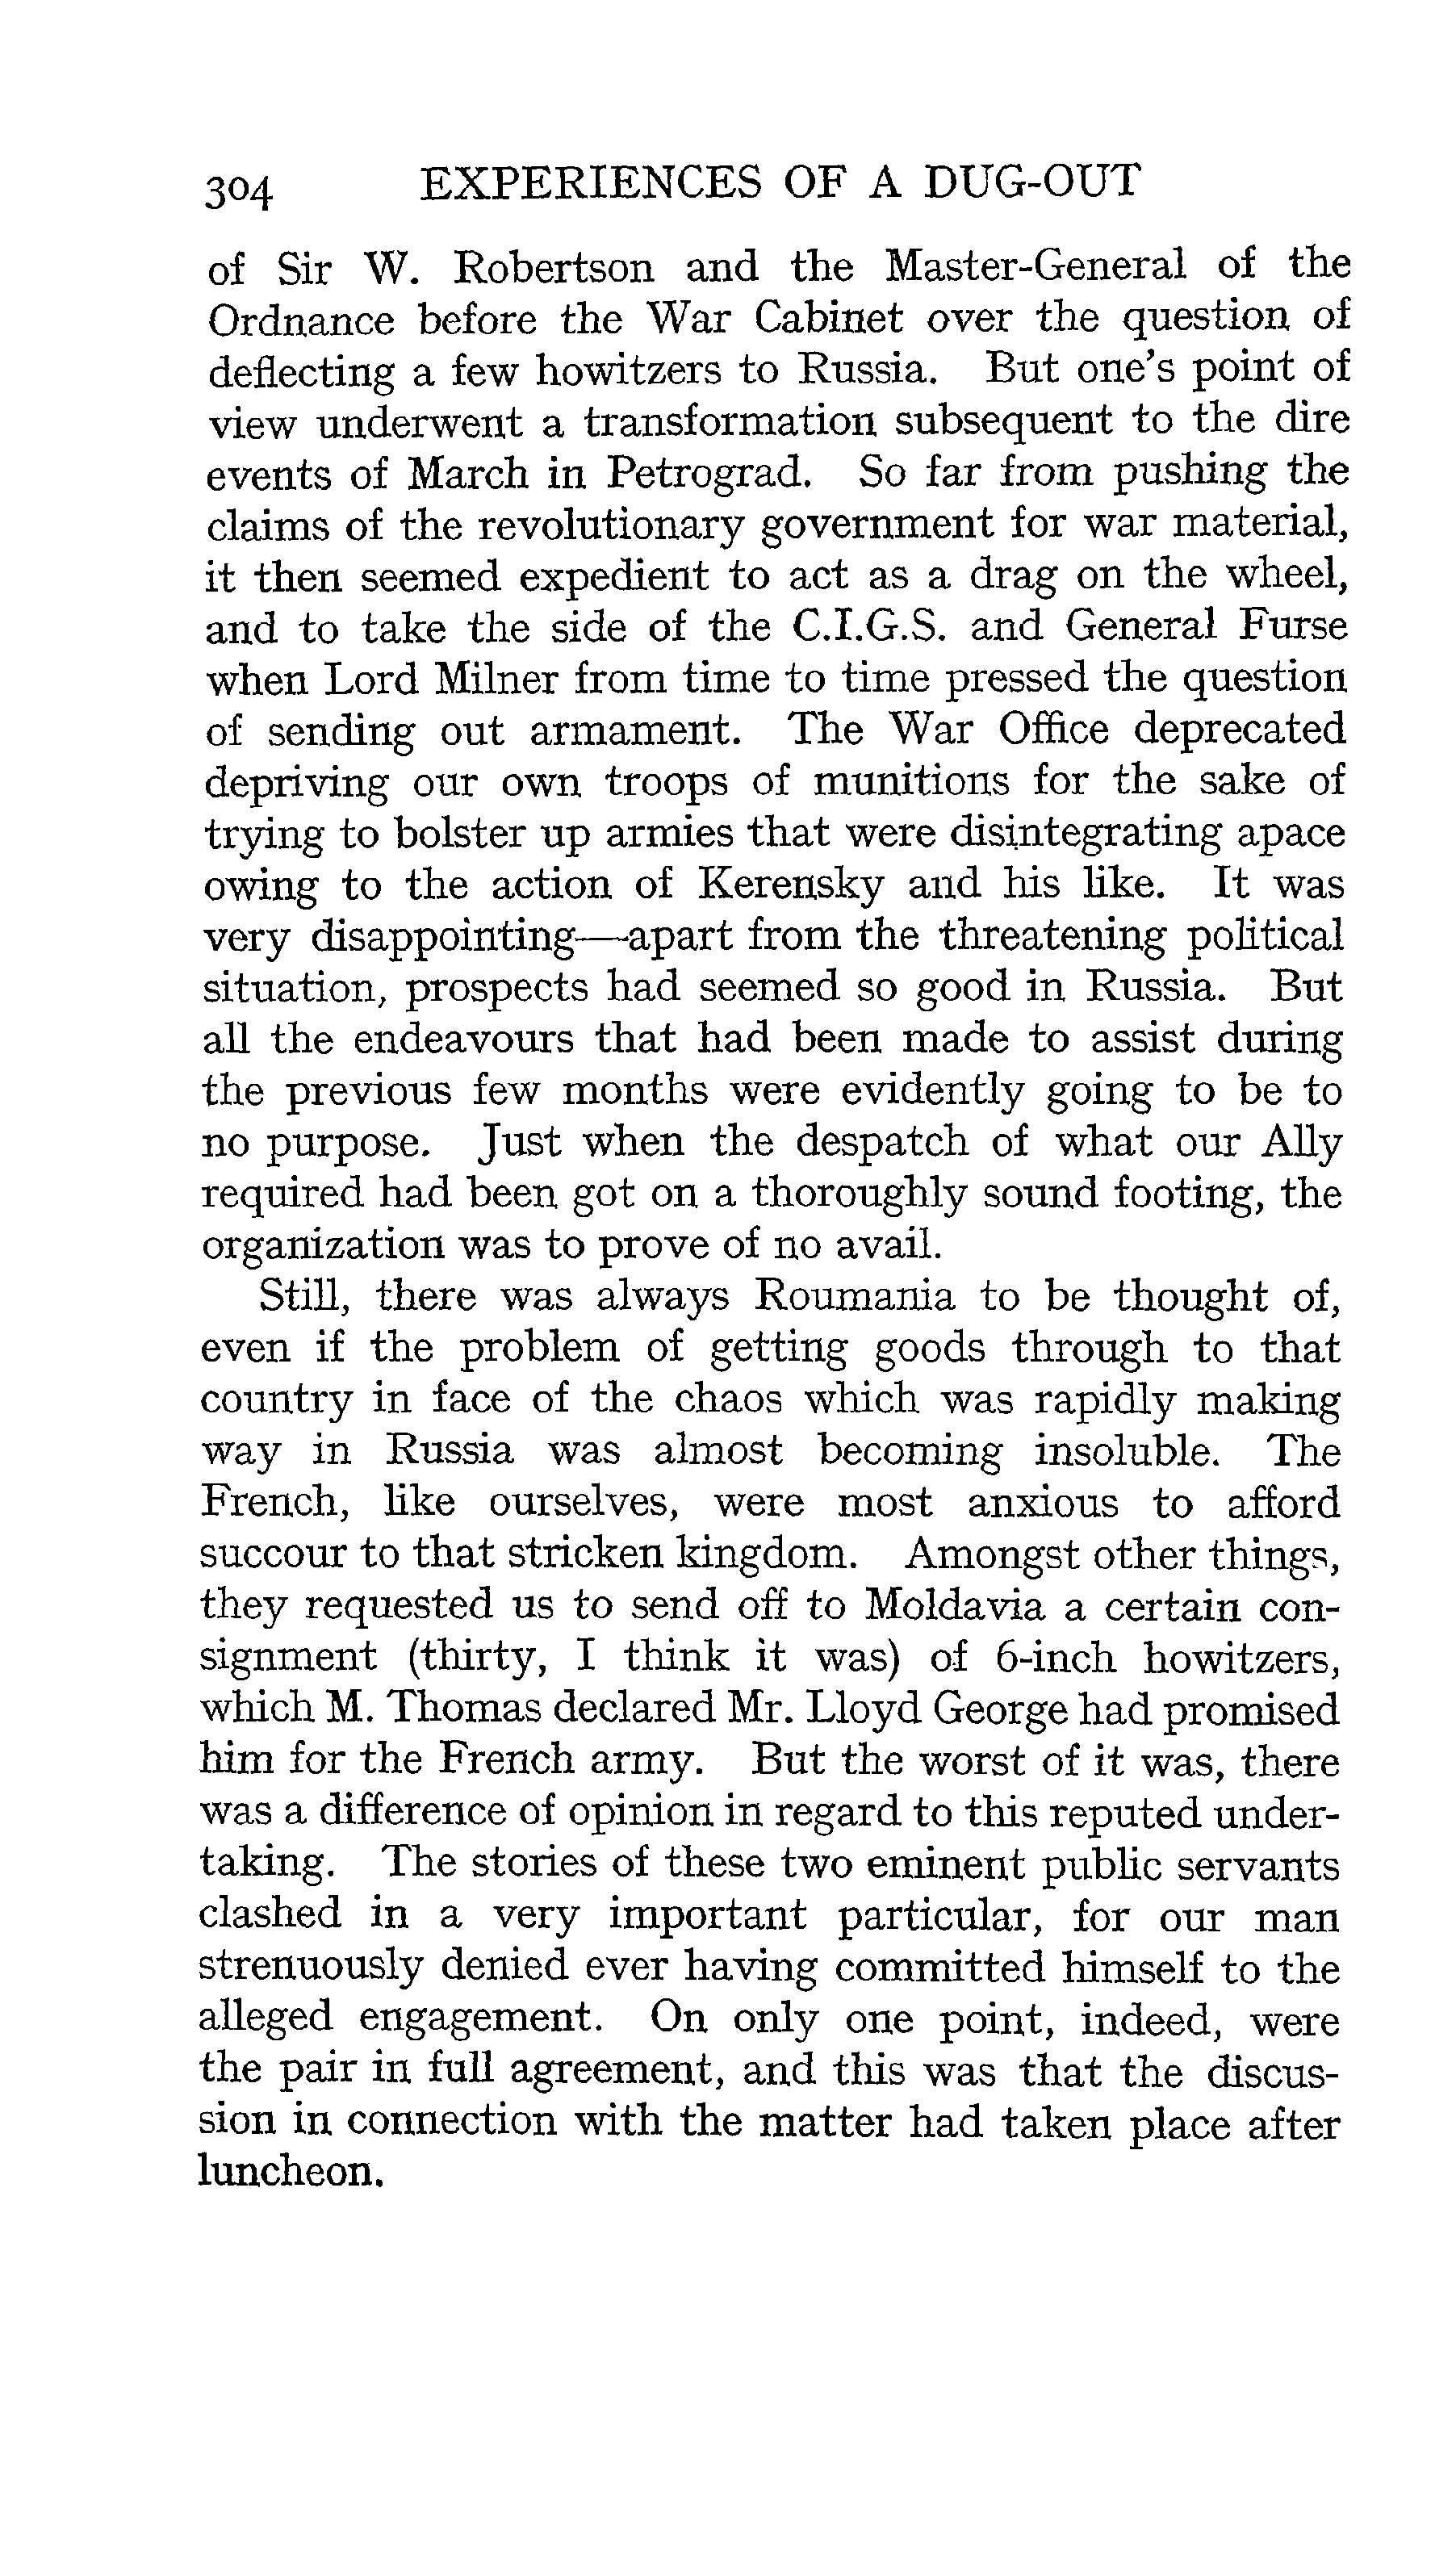 304 EXPERIENCES OF A DUG-OUT
of Sir W. Robertson and the Master-General of the
Ordnance before the War Cabinet over the question of
deflecting a few howitzers to Russia. But one's point of
view underwent a transformation subsequent to the dire
events of March in Petrograd. So far from pushing the
claims of the revolutionary government for war material,
it then seemed expedient to act as a drag on the wheel,
and to take the side of the C.I.G.S. and General Furse
when Lord Milner from time to time pressed the question
of sending out armament. The War Office deprecated
depriving our own troops of munitions for the sake of
trying to bolster up armies that were disintegrating apace
owing to the action of Kerensky and his like. It was
very disappointing—apart from the threatening political
situation, prospects had seemed so good in Russia. But
all the endeavours that had been made to assist during
the previous few months were evidently going to be to
no purpose. Just when the despatch of what our Ally
required had been got on a thoroughly sound footing, the
organization was to prove of no avail.
Still, there was always Roumania to be thought of,
even if the problem of getting goods through to that
country in face of the chaos which was rapidly making
way in Russia was almost becoming insoluble. The
French, like ourselves, were most anxious to afford
succour to that stricken kingdom. Amongst other things,
they requested us to send off to Moldavia a certain con-
signment (thirty, I think it was) of 6-inch howitzers,
which M. Thomas declared Mr. Lloyd George had promised
him for the French army. But the worst of it was, there
was a difference of opinion in regard to this reputed under-
taking. The stories of these two eminent public servants
clashed in a very important particular, for our man
strenuously denied ever having committed himself to the
alleged engagement. On only one point, indeed, were
the pair in full agreement, and this was that the discus-
sion in connection with the matter had taken place after
luncheon.